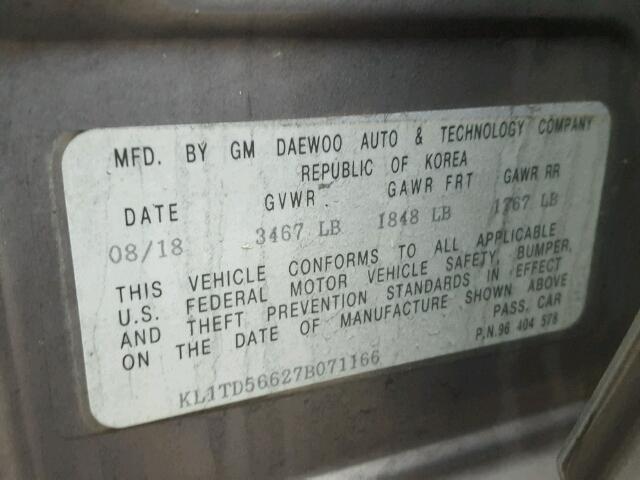 MFD. BY GM DAEWOO AUTO & TECHNOLOGY COMPANY
REPUBLIC OF KOREA
DATE GVWR GAWR FRT GAWR RR
08/18 3467 LB 1848 LB 1767 LB
THIS VEHICLE CONFORMS TO ALL APPLICABLE
U.S. FEDERAL MOTOR VEHICLE SAFETY, BUMPER,
AND THEFT PREVENTION STANDARDS IN EFFECT
ON THE DATE OF MANUFACTURE SHOWN ABOVE
PASS. CAR
KL1TD56627B071166 P.N.96 404 578